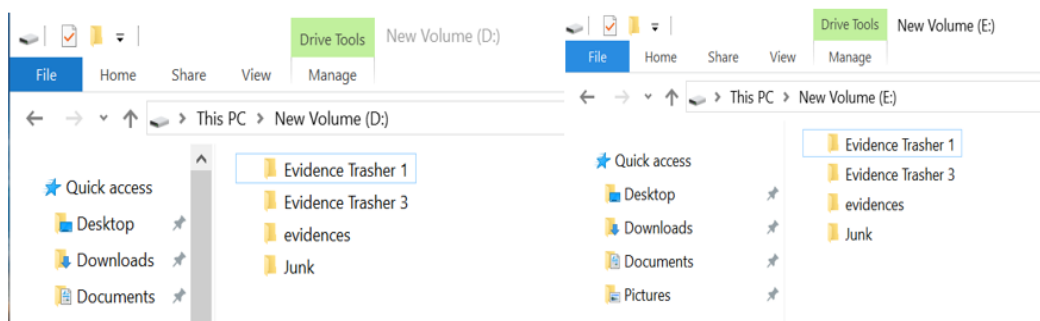 Drive Tools New Volume (D:)
File Home Share View Manage
This PC > New Volume (D:)
Quick access
Desktop
Downloads
Documents
Evidence Trasher 1
Evidence Trasher 3
evidences
Junk
Drive Tools New Volume (E:)
File Home Share View Manage
This PC > New Volume (E:)
Quick access
Desktop
Downloads
Documents
Pictures
Evidence Trasher 1
Evidence Trasher 3
evidences
Junk